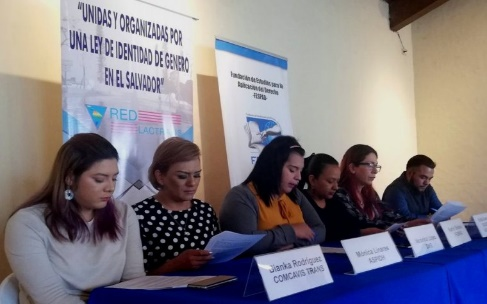 "UNIDAS Y ORGANIZADAS POR
UNA LEY DE IDENTIDAD DE GENERO
EN EL SALVADOR"
RED
LACTRANS
Fundación de Estudios para la
Aplicación del Derecho
-FESPAD-
Bianka Rodríguez
COMCAVIS TRANS
Mónica Linares
ASPIDH